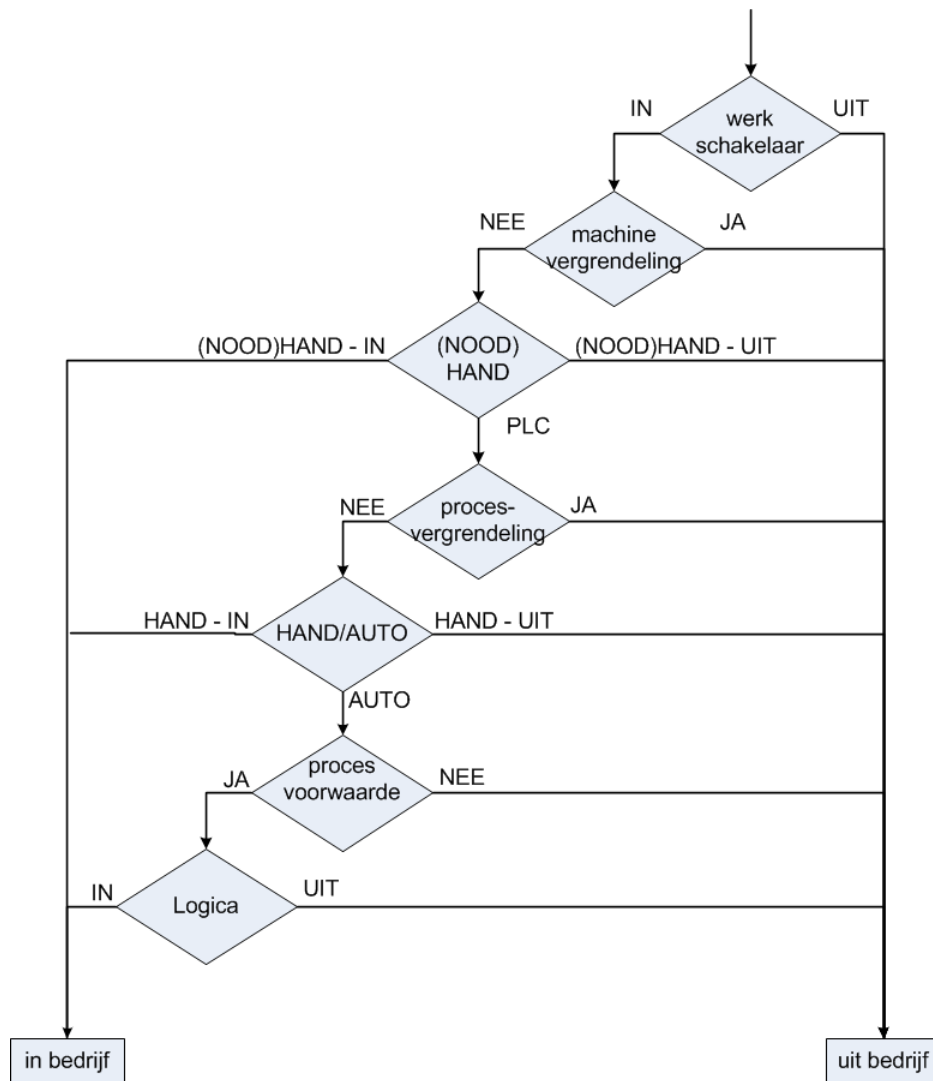 IN
UIT
werk
schakelaar
NEE
JA
machine
vergrendeling
(NOOD)HAND - IN
(NOOD)
HAND
(NOOD)HAND - UIT
PLC
NEE
JA
proces-
vergrendeling
HAND - IN
HAND/AUTO
HAND - UIT
AUTO
JA
proces
voorwaarde
NEE
IN
Logica
UIT
in bedrijf
uit bedrijf